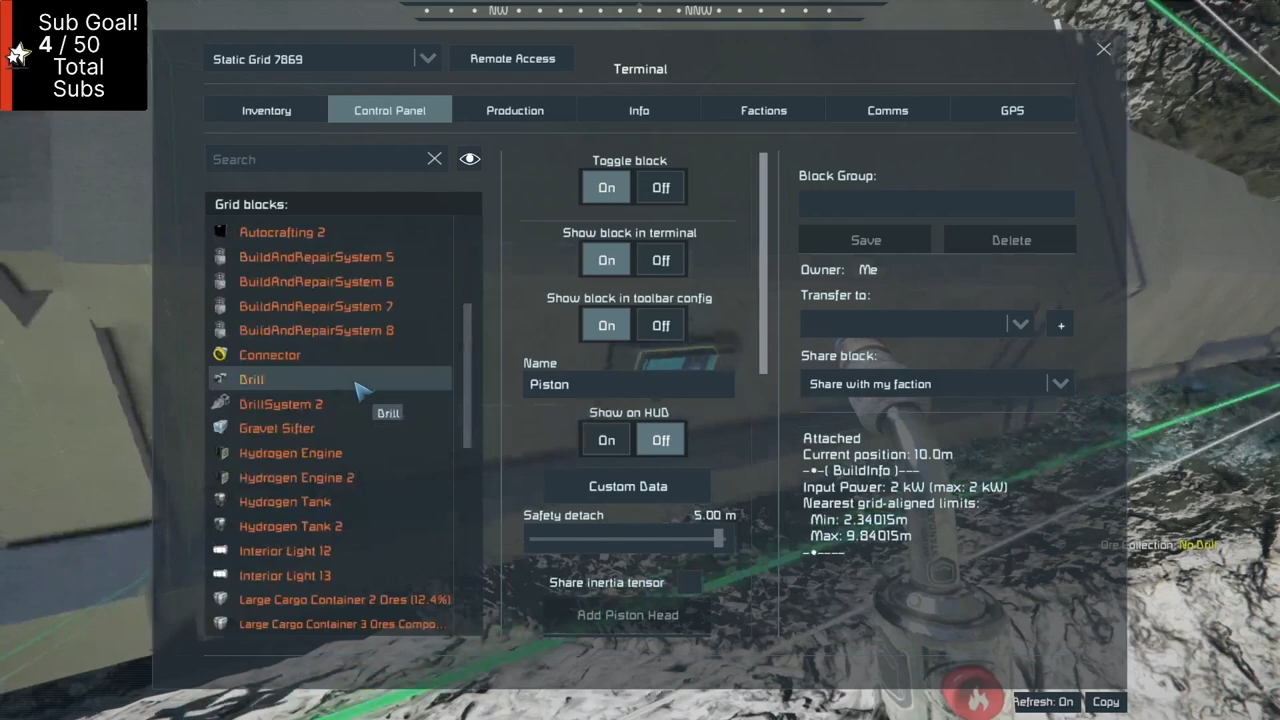 Sub Goal!
4 / 50
Total
Subs
NW
NNW
Static Grid 7869
Remote Access
Terminal
Inventory
Control Panel
Production
Info
Factions
Comms
GPS
Search
Grid blocks:
Autocrafting 2
BuildAndRepairSystem 5
BuildAndRepairSystem 6
BuildAndRepairSystem 7
BuildAndRepairSystem 8
Connector
Drill
Drill
DrillSystem 2
Gravel Sifter
Hydrogen Engine
Hydrogen Engine 2
Hydrogen Tank
Hydrogen Tank 2
Interior Light 12
Interior Light 13
Large Cargo Container 2 Ores (12.4%)
Large Cargo Container 3 Ores Compo...
Toggle block
On Off
Show block in terminal
On Off
Show block in toolbar config
On Off
Name
Piston
Show on HUD
On Off
Custom Data
Safety detach 5.00 m
Share inertia tensor
Add Piston Head
Block Group:
Save Delete
Owner: Me
Transfer to:
+
Share block:
Share with my faction
Attached
Current position: 10.0m
-•-( BuildInfo )---
Input Power: 2 kW (max: 2 kW)
Nearest grid-aligned limits:
Min: 2.34015m
Max: 9.84015m
-•----
Ore Collection: No Drill
Refresh: On
Copy